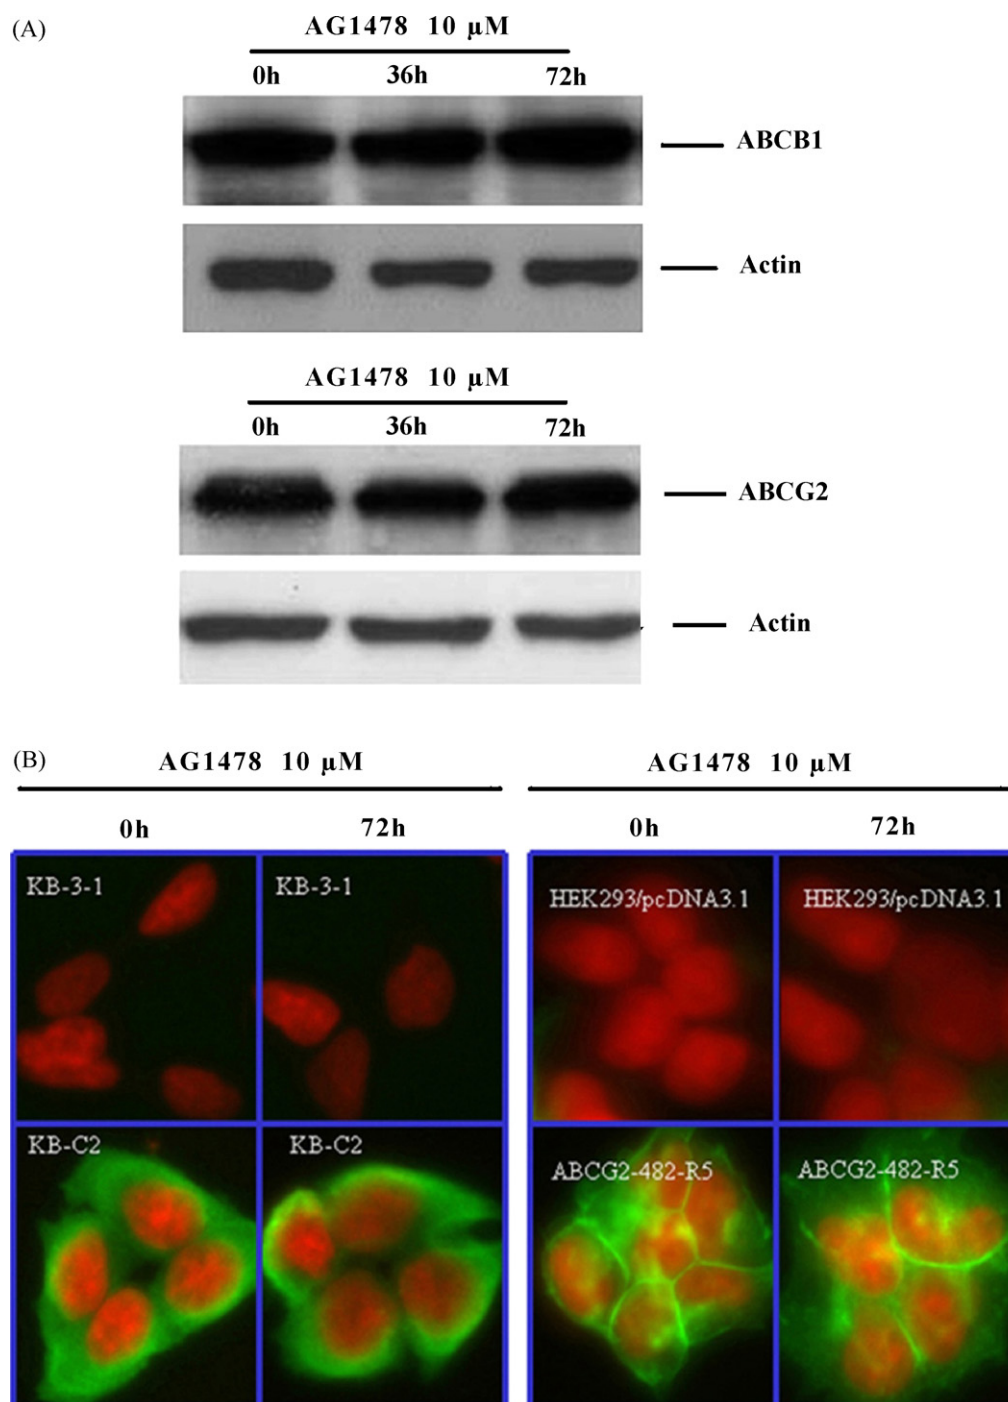 (A)
AG1478 10 µM
0h 36h 72h
ABCB1
Actin
AG1478 10 µM
0h 36h 72h
ABCG2
Actin
(B)
AG1478 10 µM AG1478 10 µM
0h 72h 0h 72h
KB-3-1 KB-3-1 HEK293/pcDNA3.1 HEK293/pcDNA3.1
KB-C2 KB-C2 ABCG2-482-R5 ABCG2-482-R5